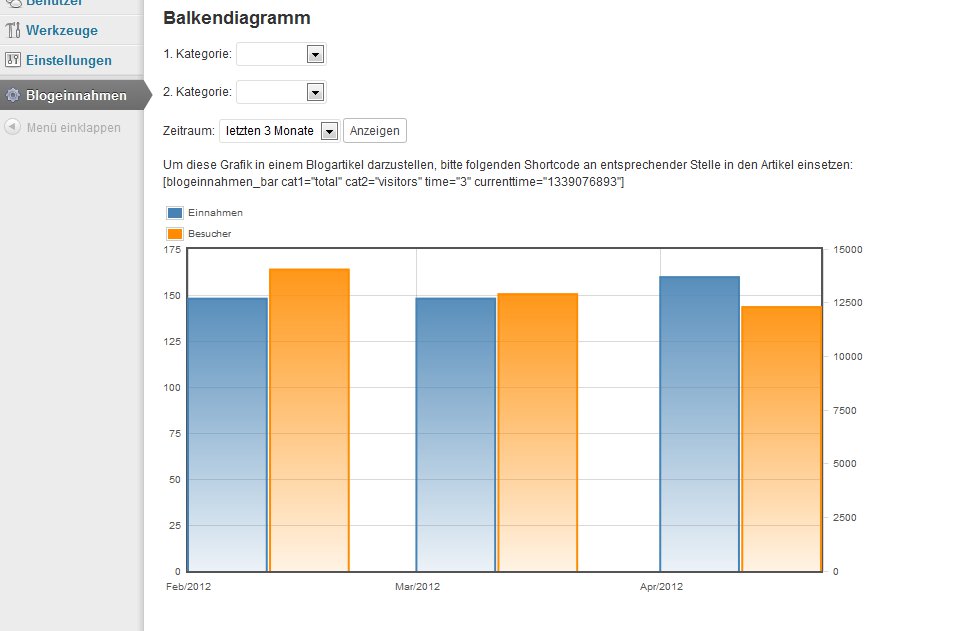 Benutzer
Werkzeuge
Einstellungen
Blogeinnahmen
Menü einklappen
Balkendiagramm
1. Kategorie:
2. Kategorie:
Zeitraum: letzten 3 Monate Anzeigen
Um diese Grafik in einem Blogartikel darzustellen, bitte folgenden Shortcode an entsprechender Stelle in den Artikel einsetzen:
[blogeinnahmen_bar cat1="total" cat2="visitors" time="3" currenttime="1339076893"]
Einnahmen
Besucher
175
150
125
100
75
50
25
0
15000
12500
10000
7500
5000
2500
0
Feb/2012 Mar/2012 Apr/2012